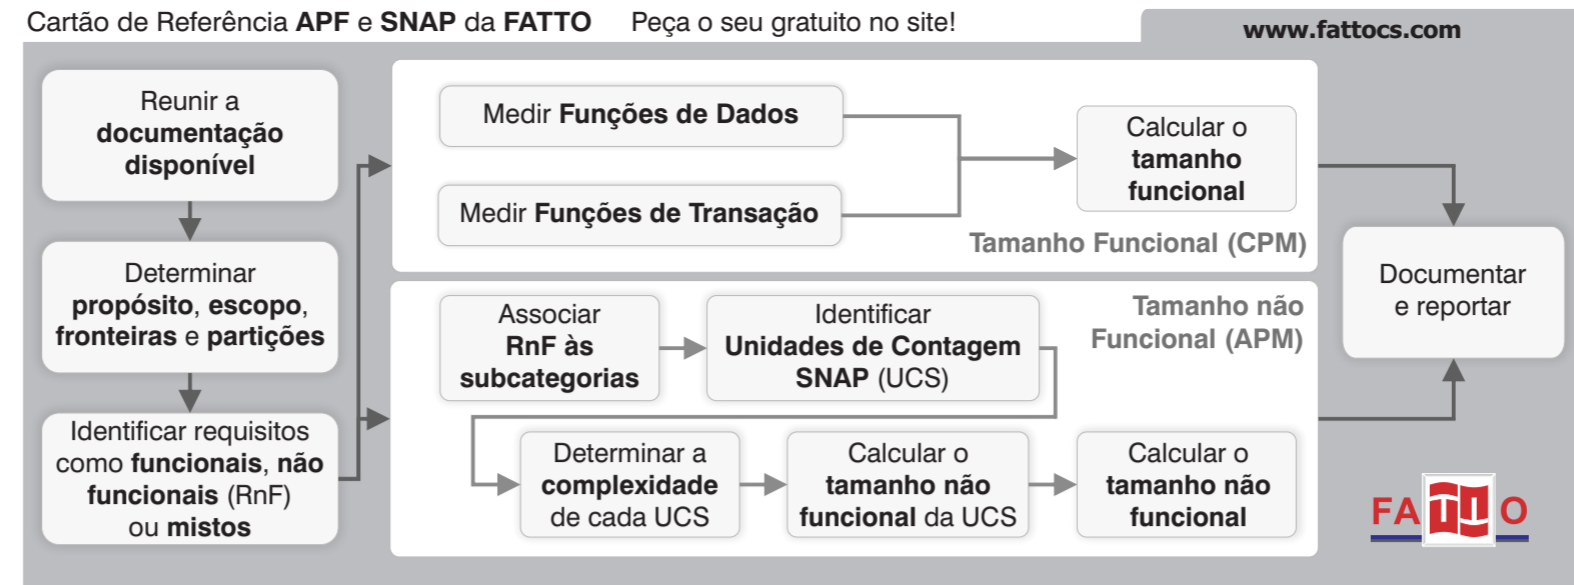 Cartão de Referência APF e SNAP da FATTO Peça o seu gratuito no site!
www.fattocs.com
Reunir a
documentação
disponível
Determinar
propósito, escopo,
fronteiras e partições
Identificar requisitos
como funcionais, não
funcionais (RnF)
ou mistos
Medir Funções de Dados
Medir Funções de Transação
Calcular o
tamanho
funcional
Tamanho Funcional (CPM)
Tamanho não
Funcional (APM)
Associar
RnF às
subcategorias
Identificar
Unidades de Contagem
SNAP (UCS)
Determinar a
complexidade
de cada UCS
Calcular o
tamanho não
funcional da UCS
Calcular o
tamanho não
funcional
Documentar
e reportar
FATTO